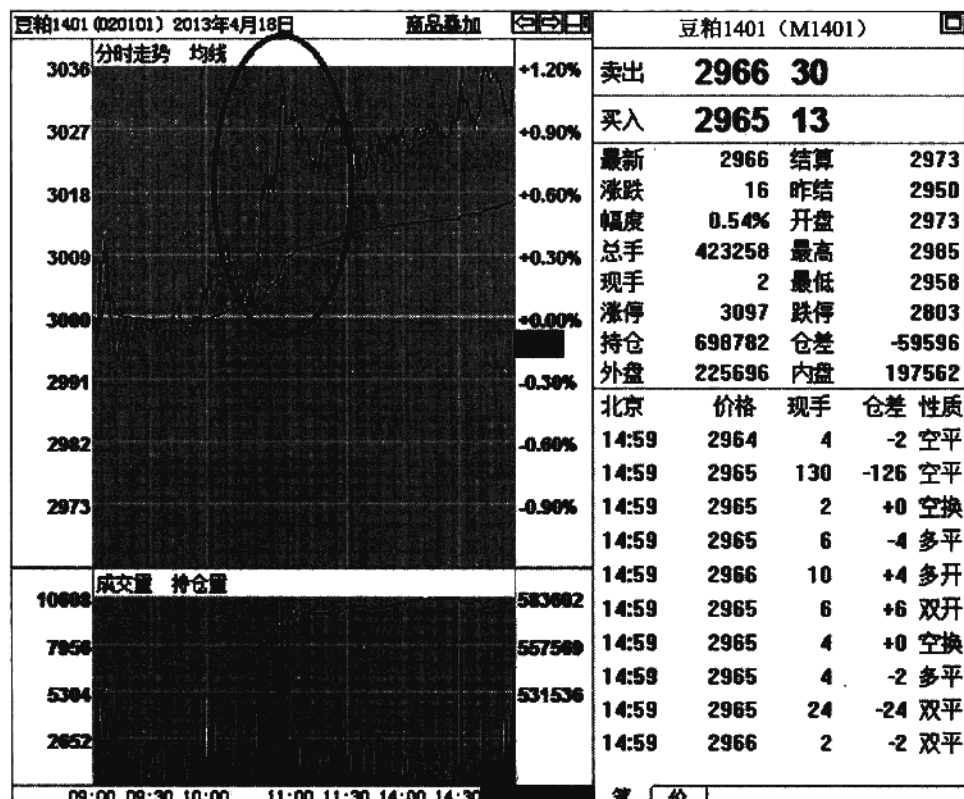 豆粕1401 (020101) 2013年4月18日 商品叠加
分时走势 均线
3036 +1.20%
3027 +0.90%
3018 +0.60%
3009 +0.30%
3000 +0.00%
2991 -0.30%
2982 -0.60%
2973 -0.90%
成交量 持仓量
10608 583602
7956 557569
5304 531536
2652
09:00 09:30 10:00 11:00 11:30 14:00 14:30
豆粕1401（M1401）
卖出 2966 30
买入 2965 13
最新 2966 结算 2973
涨跌 16 昨结 2950
幅度 0.54% 开盘 2973
总手 423258 最高 2985
现手 2 最低 2958
涨停 3097 跌停 2803
持仓 698782 仓差 -59596
外盘 225696 内盘 197562
北京 价格 现手 仓差 性质
14:59 2964 4 -2 空平
14:59 2965 130 -126 空平
14:59 2965 2 +0 空换
14:59 2965 6 -4 多平
14:59 2966 10 +4 多开
14:59 2965 6 +6 双开
14:59 2965 4 +0 空换
14:59 2965 4 -2 多平
14:59 2965 24 -24 双平
14:59 2966 2 -2 双平
笔 价